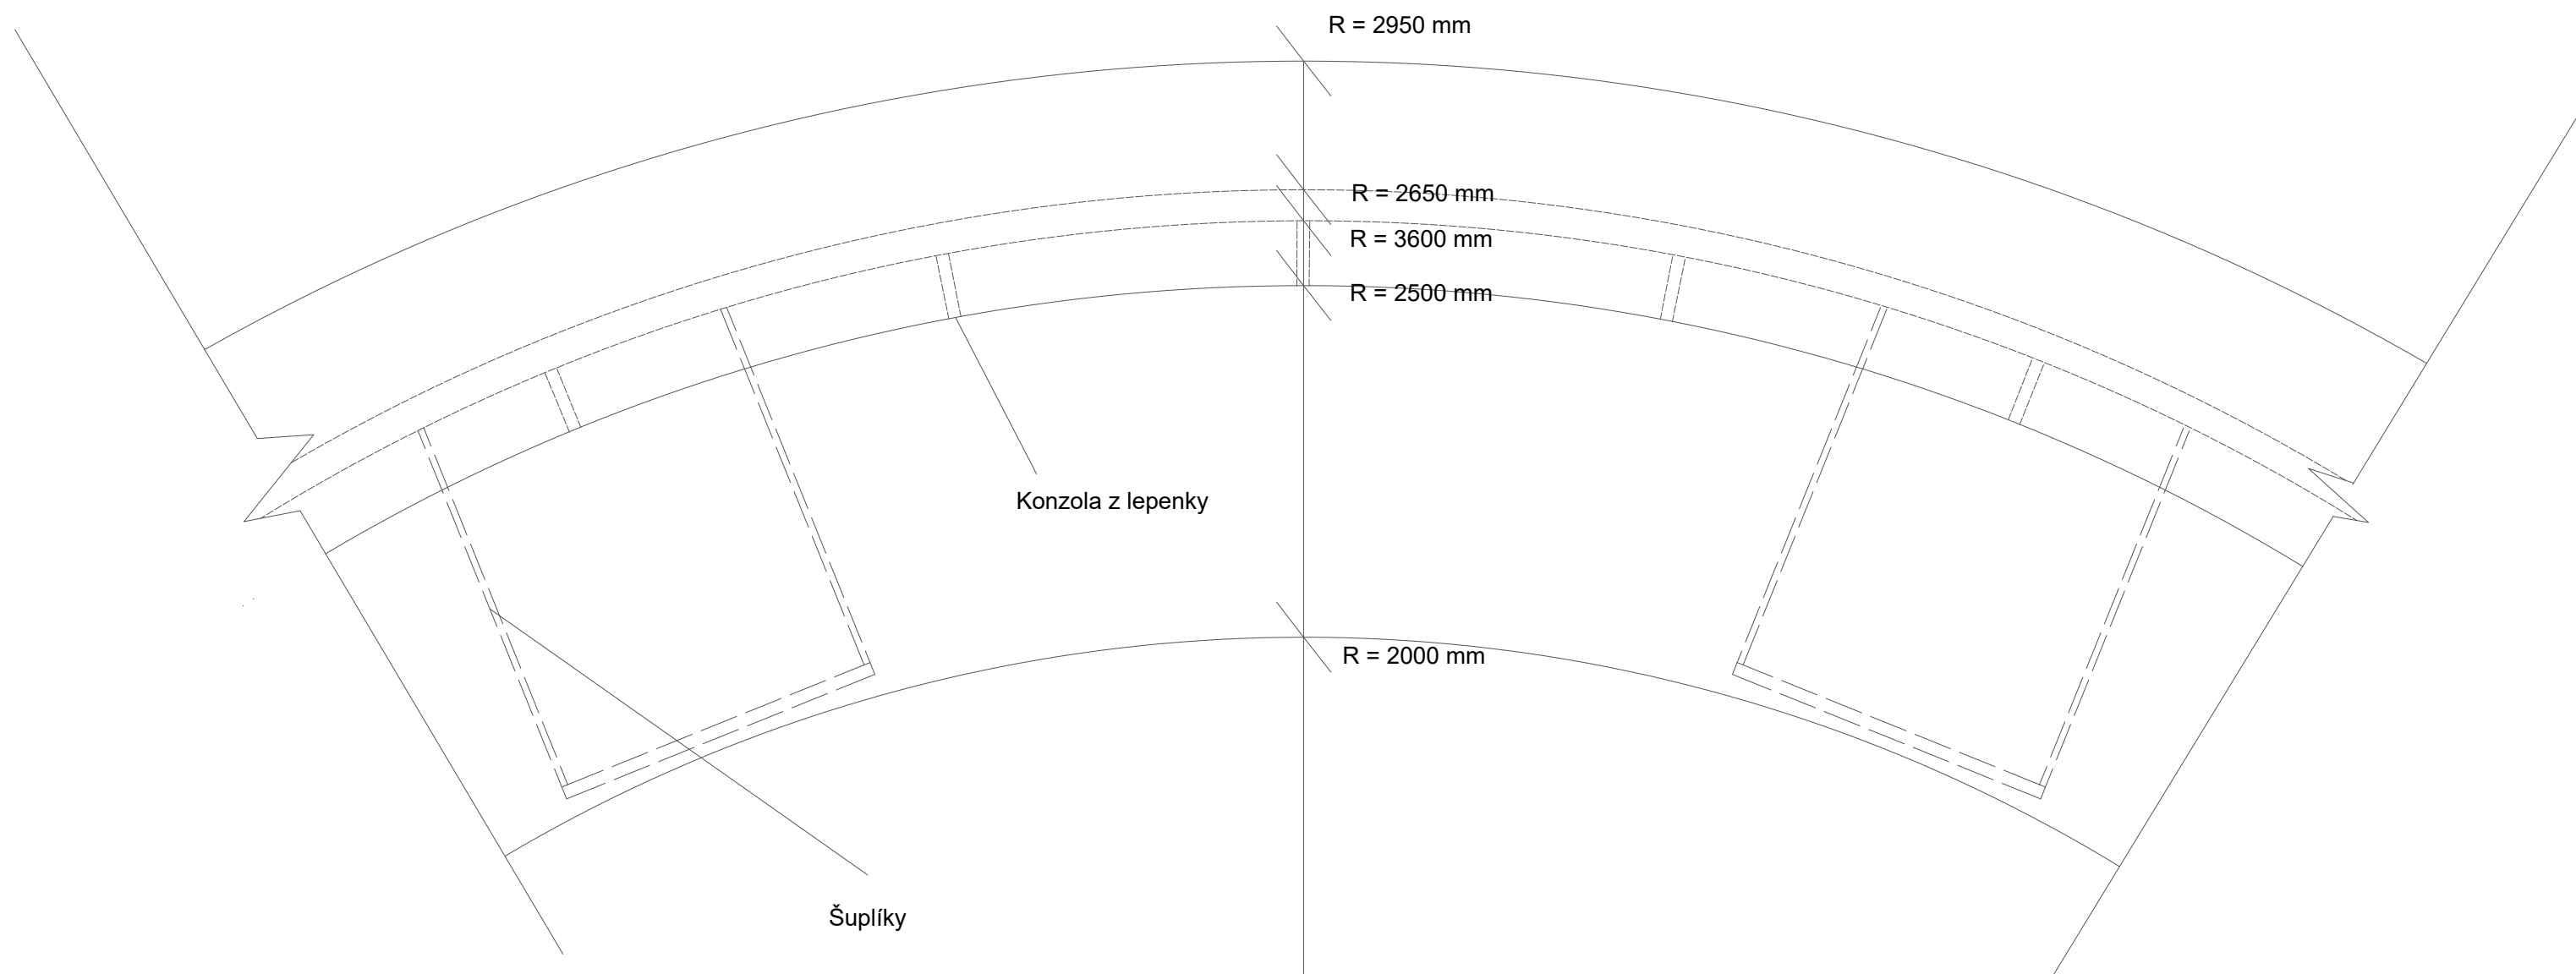 R = 2950 mm
R = 2650 mm
R = 3600 mm
R = 2500 mm
Konzola z lepenky
R = 2000 mm
Šuplíky